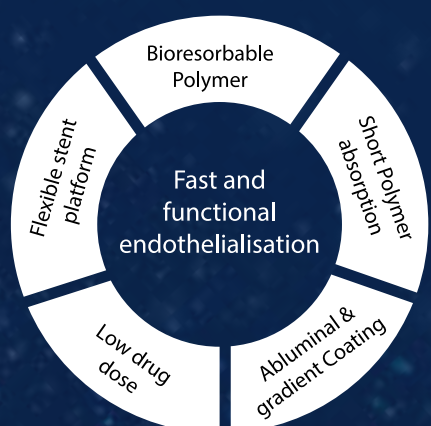 Bioresorbable
Polymer
Short Polymer
absorption
Abluminal &
gradient Coating
Low drug
dose
Flexible stent
platform
Fast and
functional
endothelialisation